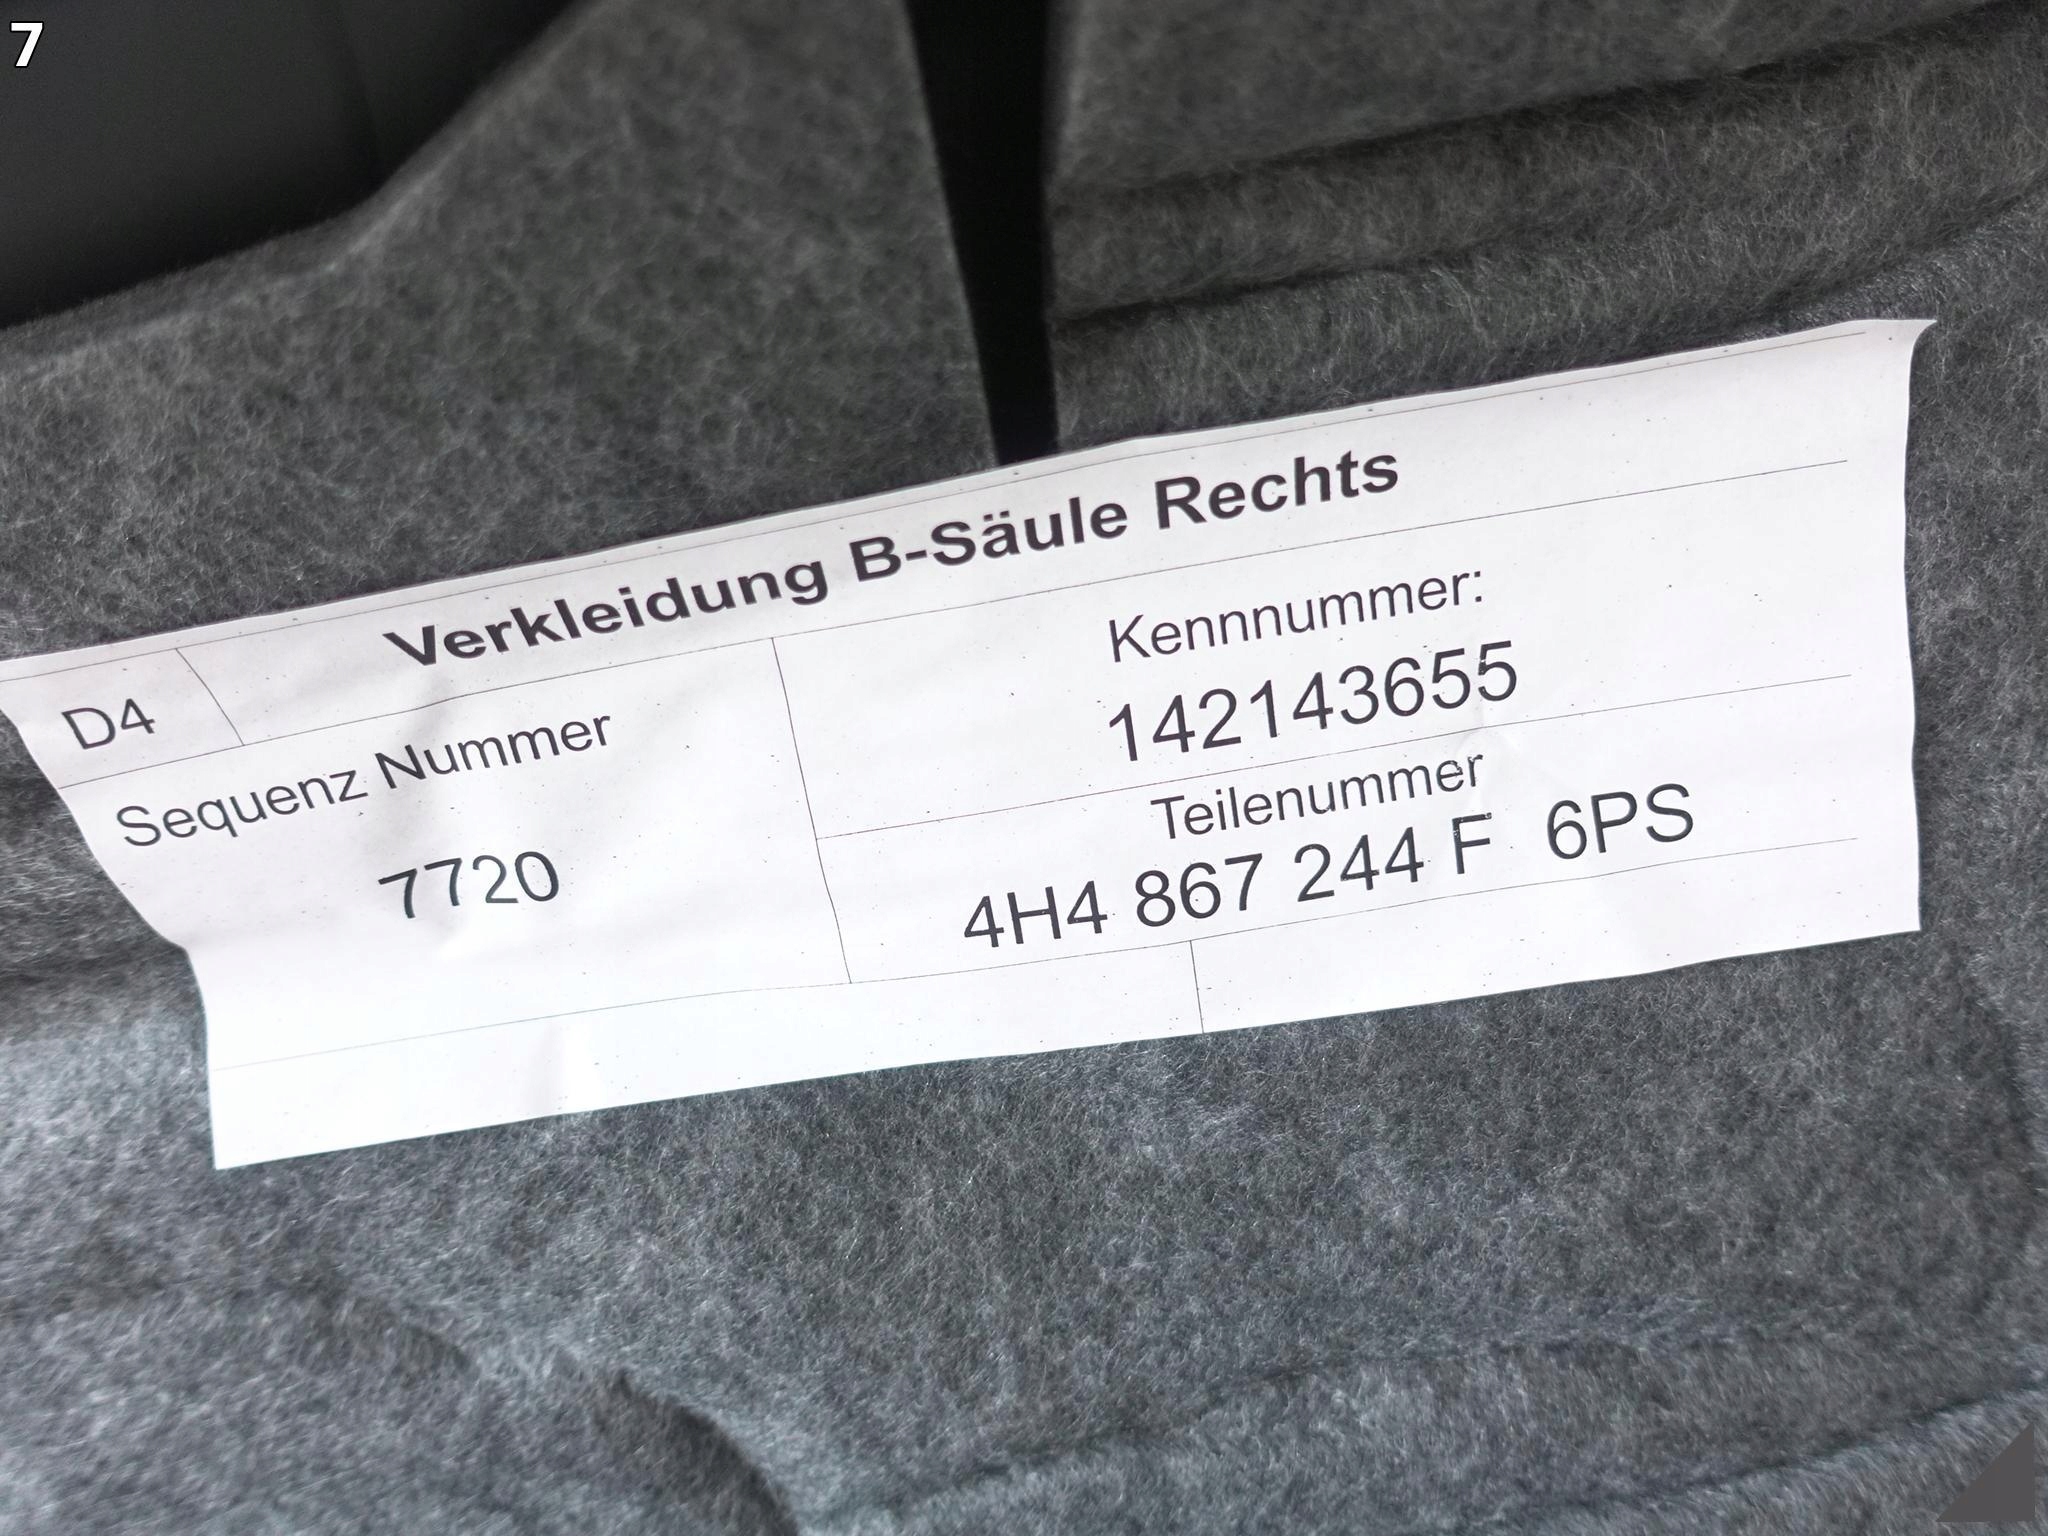 7
Verkleidung B-Säule Rechts
D4
Sequenz Nummer
7720
Kennnummer:
142143655
Teilenummer
4H4 867 244 F 6PS